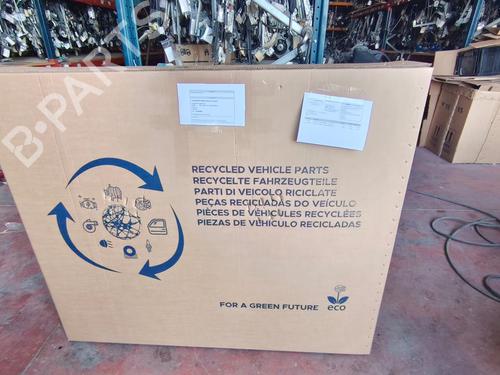 B-PARTS
RECYCLED VEHICLE PARTS
RECYCELTE FAHRZEUGTEILE
PARTI DI VEICOLO RICICLATE
PEÇAS RECICLADAS DO VEÍCULO
PIÈCES DE VÉHICULES RECYCLÉES
PIEZAS DE VEHÍCULO RECICLADAS
FOR A GREEN FUTURE
eco